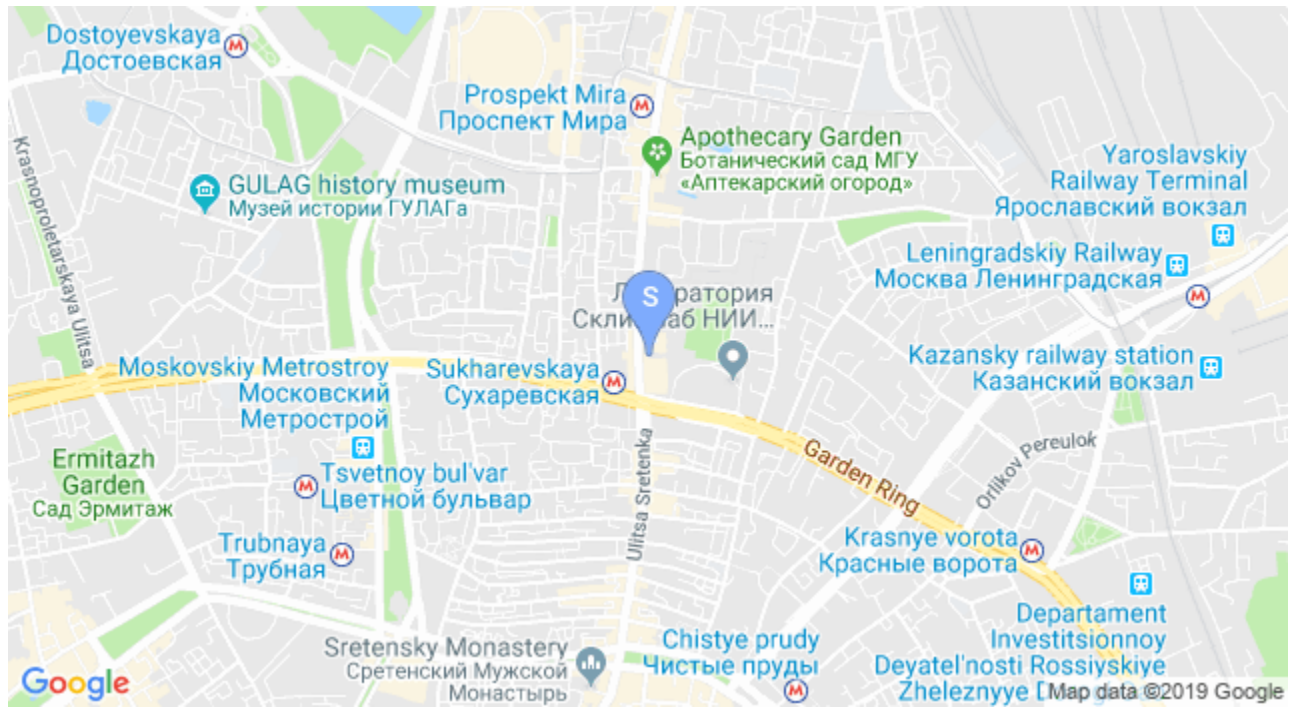 Dostoyevskaya
Достоевская
Prospekt Mira
Проспект Мира
Apothecary Garden
Ботанический сад МГУ
«Аптекарский огород»
Yaroslavskiy
Railway Terminal
Ярославский вокзал
Krasnoproletarskaya Ulitsa
GULAG history museum
Музей истории ГУЛАГа
Leningradskiy Railway
Москва Ленинградская
S
ратория
НИИ...
Moskovskiy Metrostroy
Московский
Метрострой
Sukharevskaya
Сухаревская
Kazansky railway station
Казанский вокзал
Ermitazh
Garden
Сад Эрмитаж
Tsvetnoy bul'var
Цветной бульвар
Ulitsa Sretenka
Garden Ring
Orlikov Pereulok
Trubnaya
Трубная
Krasnye vorota
Красные ворота
Sretensky Monastery
Сретенский Мужской
Монастырь
Chistye prudy
Чистые пруды
Departament
Investitsionnoy
Deyatel'nosti Rossiyskiye
Zheleznyye
Google
Map data ©2019 Google